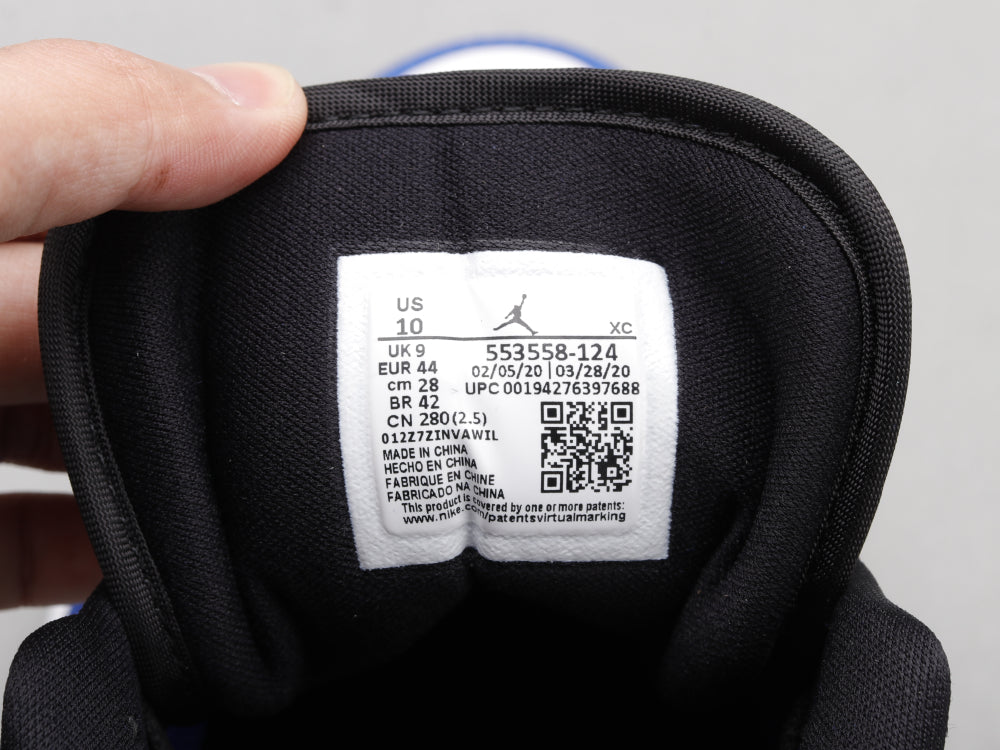 US
10
XC
UK 9
EUR 44
cm 28
BR 42
CN 280(2.5)
553558-124
02/05/20 | 03/28/20
UPC 00194276397688
012Z7ZINVAWIL
MADE IN CHINA
HECHO EN CHINA
FABRIQUE EN CHINE
FABRICADO NA CHINA
This product is covered by one or more patents:
www.nike.com/patentsvirtualmarking